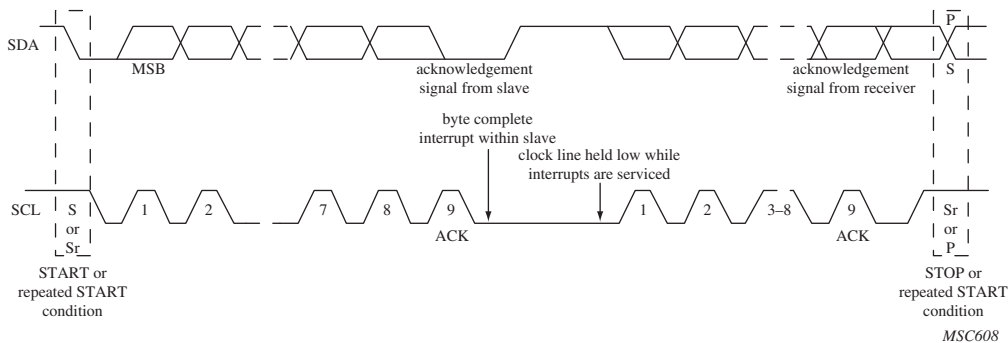 P
SDA
MSB
acknowledgement
signal from slave
acknowledgement
signal from receiver
S
byte complete
interrupt within slave
clock line held low while
interrupts are serviced
SCL
S
or
Sr
1
2
7
8
9
ACK
1
2
3–8
9
ACK
Sr
or
P
START or
repeated START
condition
STOP or
repeated START
condition
MSC608